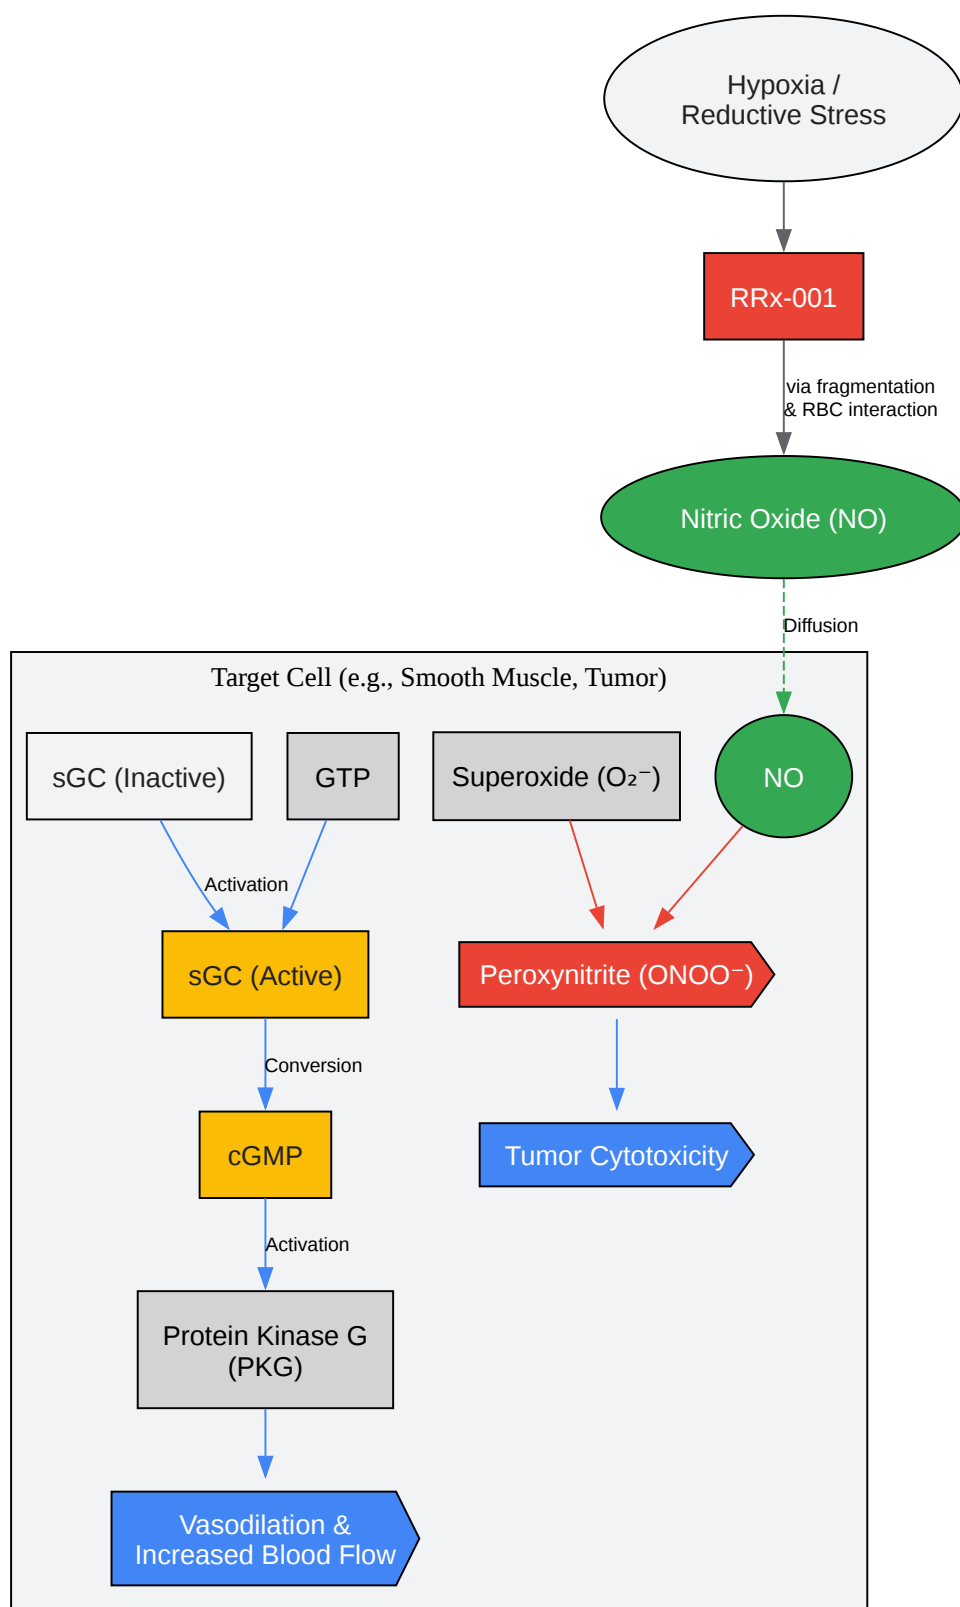 Hypoxia /
Reductive Stress
RRx-001
via fragmentation
& RBC interaction
Nitric Oxide (NO)
Diffusion
Target Cell (e.g., Smooth Muscle, Tumor)
sGC (Inactive)
GTP
Superoxide (O₂⁻)
NO
Activation
sGC (Active)
Peroxynitrite (ONOO⁻)
Conversion
cGMP
Tumor Cytotoxicity
Activation
Protein Kinase G
(PKG)
Vasodilation &
Increased Blood Flow